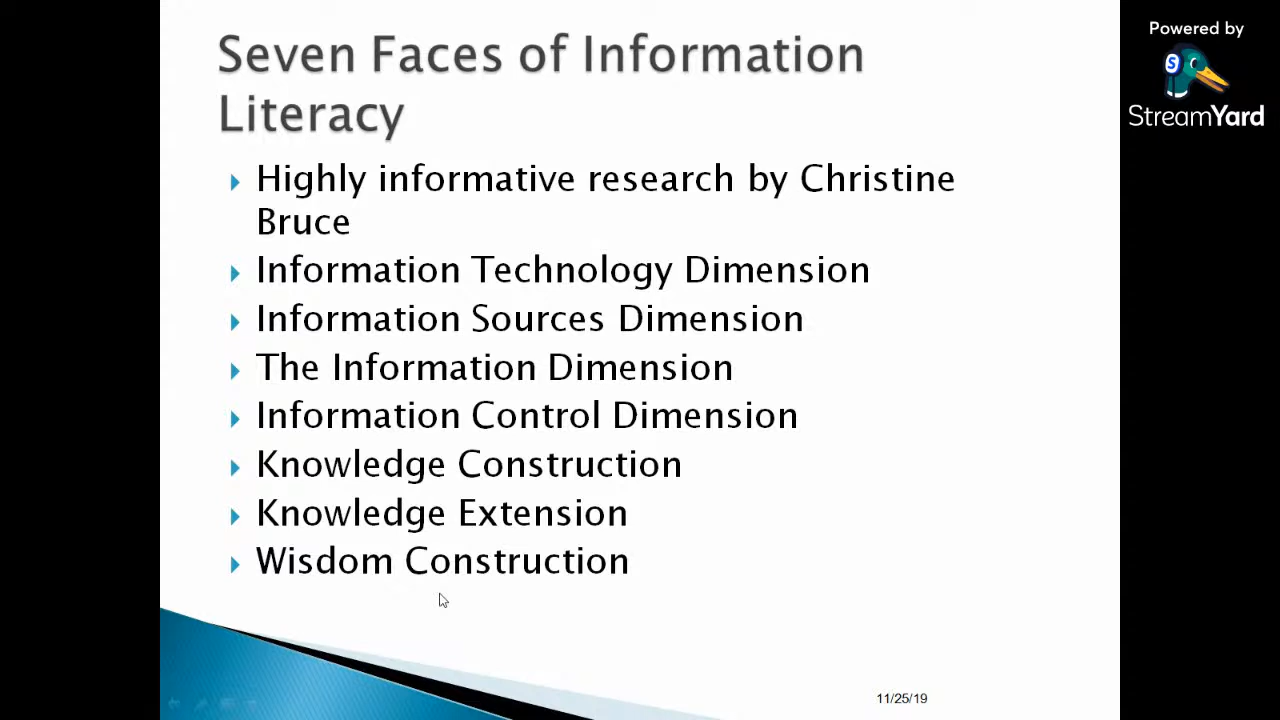 Seven Faces of Information
Literacy
Highly informative research by Christine
Bruce
Information Technology Dimension
Information Sources Dimension
The Information Dimension
Information Control Dimension
Knowledge Construction
Knowledge Extension
Wisdom Construction
11/25/19
Powered by
S
StreamYard